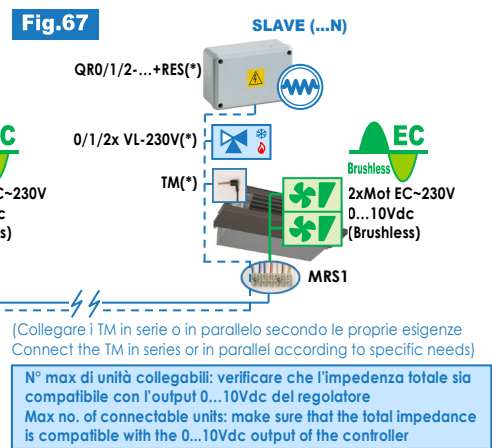 Fig.67
SLAVE (...N)
QR0/1/2-...+RES(*)
0/1/2x VL-230V(*)
TM(*)
C
C~230V
c
s)
EC
Brushless
2xMot EC~230V
0...10Vdc
(Brushless)
MRS1
(Collegare i TM in serie o in parallelo secondo le proprie esigenze
Connect the TM in series or in parallel according to specific needs)
N° max di unità collegabili: verificare che l'impedenza totale sia
compatibile con l'output 0...10Vdc del regolatore
Max no. of connectable units: make sure that the total impedance
is compatible with the 0...10Vdc output of the controller